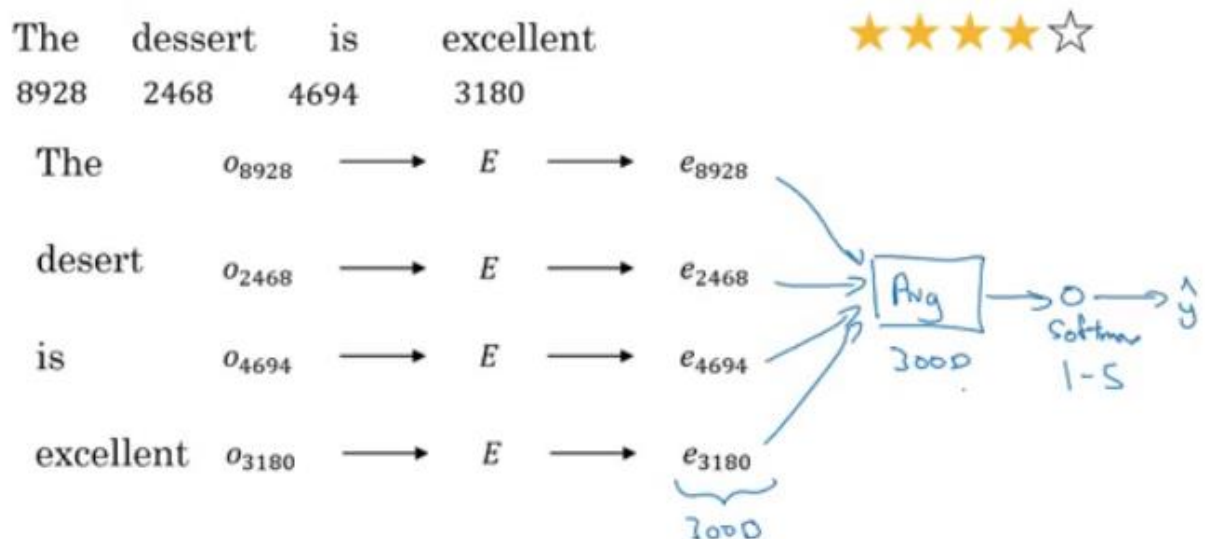 The dessert is excellent
8928 2468 4694 3180
The o8928 → E → e8928
desert o2468 → E → e2468
Avg → O → ŷ
Softmax
is o4694 → E → e4694
300D
1-5
excellent o3180 → E → e3180
300D